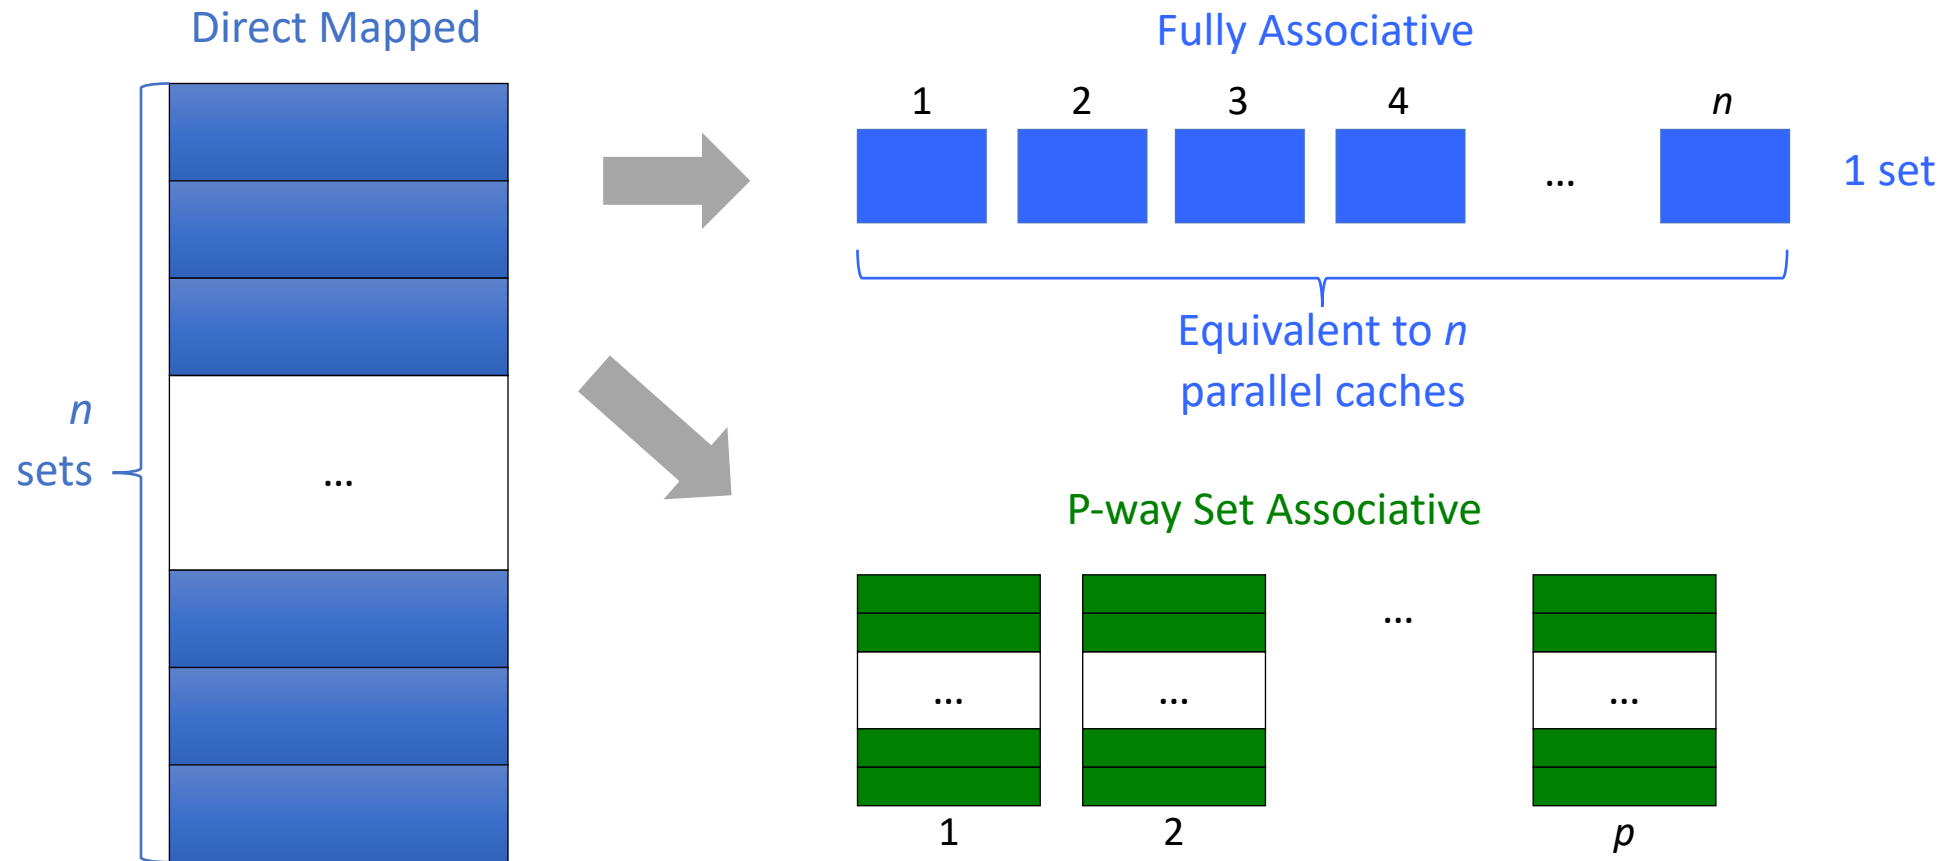 Direct Mapped
n
sets
...
Fully Associative
1 2 3 4 ... n
1 set
Equivalent to n
parallel caches
P-way Set Associative
...
... ... ...
1 2 p